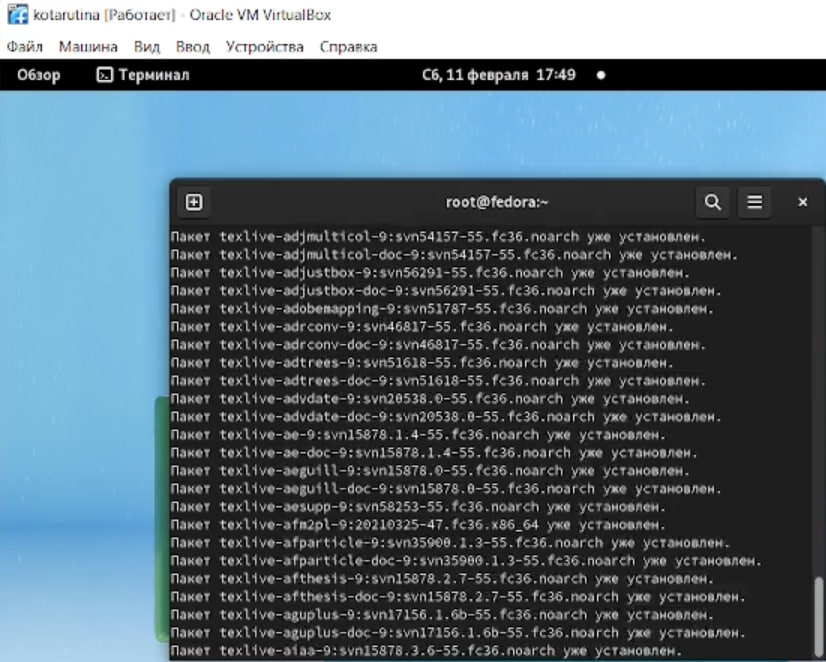 kotarutina [Работает] - Oracle VM VirtualBox
Файл Машина Вид Ввод Устройства Справка
Обзор Терминал Сб, 11 февраля 17:49
root@fedora:~
Пакет texlive-adjmulticol-9:svn54157-55.fc36.noarch уже установлен.
Пакет texlive-adjmulticol-doc-9:svn54157-55.fc36.noarch уже установлен.
Пакет texlive-adjustbox-9:svn56291-55.fc36.noarch уже установлен.
Пакет texlive-adjustbox-doc-9:svn56291-55.fc36.noarch уже установлен.
Пакет texlive-adobemapping-9:svn51787-55.fc36.noarch уже установлен.
Пакет texlive-adrconv-9:svn46817-55.fc36.noarch уже установлен.
Пакет texlive-adrconv-doc-9:svn46817-55.fc36.noarch уже установлен.
Пакет texlive-adtrees-9:svn51618-55.fc36.noarch уже установлен.
Пакет texlive-adtrees-doc-9:svn51618-55.fc36.noarch уже установлен.
Пакет texlive-advdate-9:svn20538.0-55.fc36.noarch уже установлен.
Пакет texlive-advdate-doc-9:svn20538.0-55.fc36.noarch уже установлен.
Пакет texlive-ae-9:svn15878.1.4-55.fc36.noarch уже установлен.
Пакет texlive-ae-doc-9:svn15878.1.4-55.fc36.noarch уже установлен.
Пакет texlive-aeguill-9:svn15878.0-55.fc36.noarch уже установлен.
Пакет texlive-aeguill-doc-9:svn15878.0-55.fc36.noarch уже установлен.
Пакет texlive-aesupp-9:svn58253-55.fc36.noarch уже установлен.
Пакет texlive-afm2pl-9:20210325-47.fc36.x86_64 уже установлен.
Пакет texlive-afparticle-9:svn35900.1.3-55.fc36.noarch уже установлен.
Пакет texlive-afparticle-doc-9:svn35900.1.3-55.fc36.noarch уже установлен.
Пакет texlive-afthesis-9:svn15878.2.7-55.fc36.noarch уже установлен.
Пакет texlive-afthesis-doc-9:svn15878.2.7-55.fc36.noarch уже установлен.
Пакет texlive-aguplus-9:svn17156.1.6b-55.fc36.noarch уже установлен.
Пакет texlive-aguplus-doc-9:svn17156.1.6b-55.fc36.noarch уже установлен.
Пакет texlive-aiaa-9:svn15878.3.6-55.fc36.noarch уже установлен.